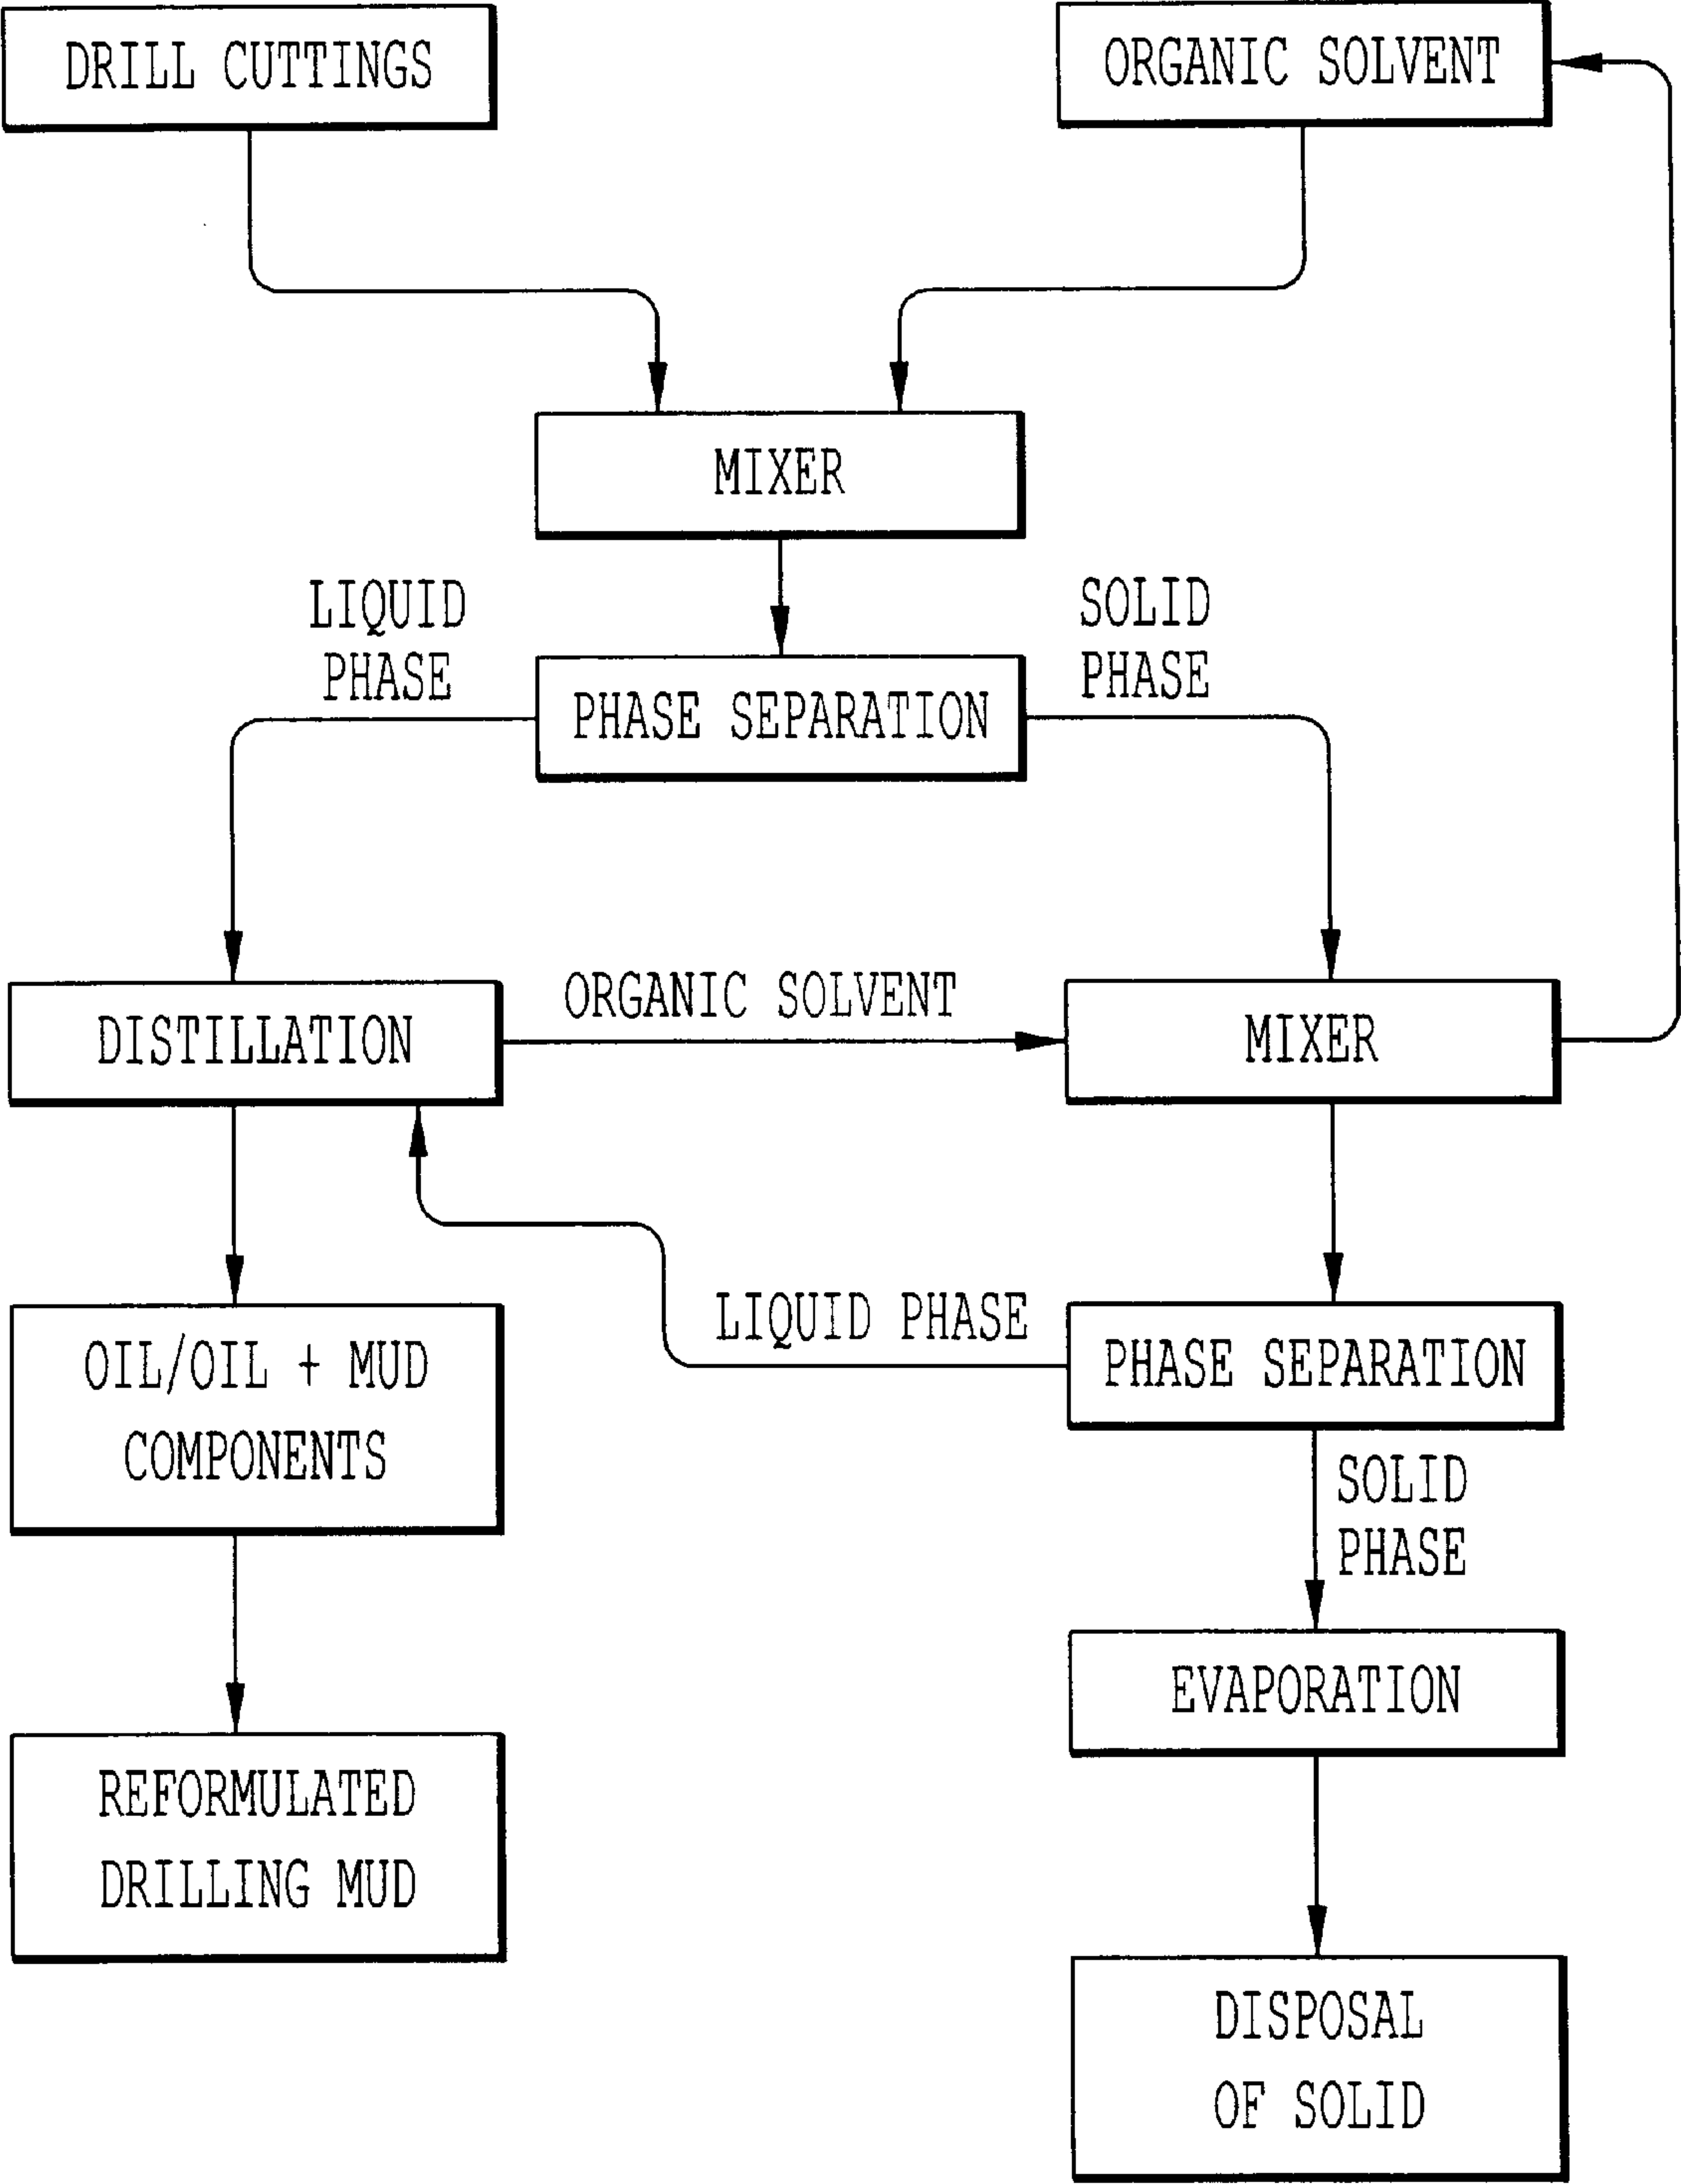 DRILL CUTTINGS
ORGANIC SOLVENT
MIXER
LIQUID
PHASE
SOLID
PHASE
PHASE SEPARATION
DISTILLATION
ORGANIC SOLVENT
MIXER
OIL/OIL + MUD
COMPONENTS
LIQUID PHASE
PHASE SEPARATION
SOLID
PHASE
EVAPORATION
REFORMULATED
DRILLING MUD
DISPOSAL
OF SOLID